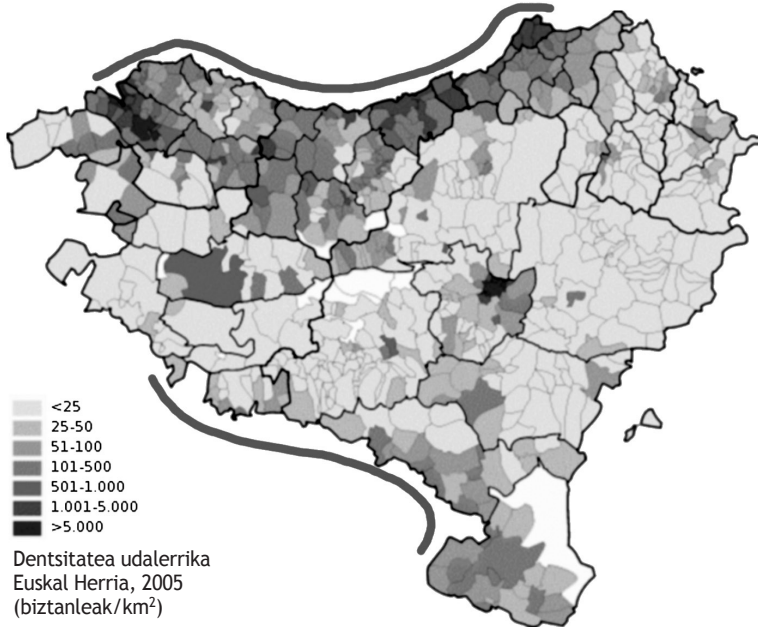 <25
25-50
51-100
101-500
501-1.000
1.001-5.000
>5.000
Dentsitatea udalerrika
Euskal Herria, 2005
(biztanleak/km²)